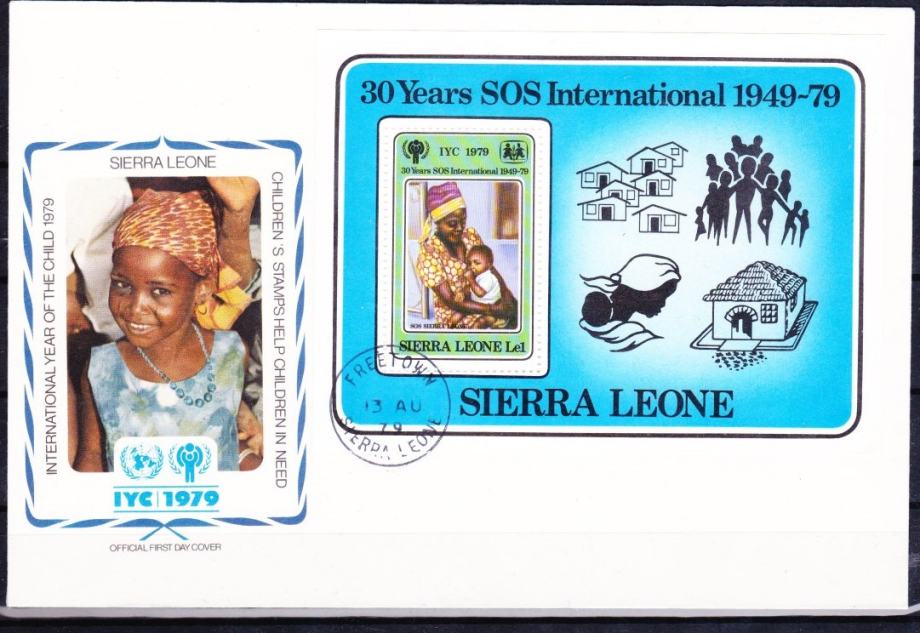 SIERRA LEONE
INTERNATIONAL YEAR OF THE CHILD 1979
CHILDREN'S STAMPS HELP CHILDREN IN NEED
IYC 1979
OFFICIAL FIRST DAY COVER
30 Years SOS International 1949-79
IYC 1979
30 Years SOS International 1949-79
SOS SIERRA LEONE
SIERRA LEONE Le1
SIERRA LEONE
FREETOWN
13 AU
79
SIERRA LEONE